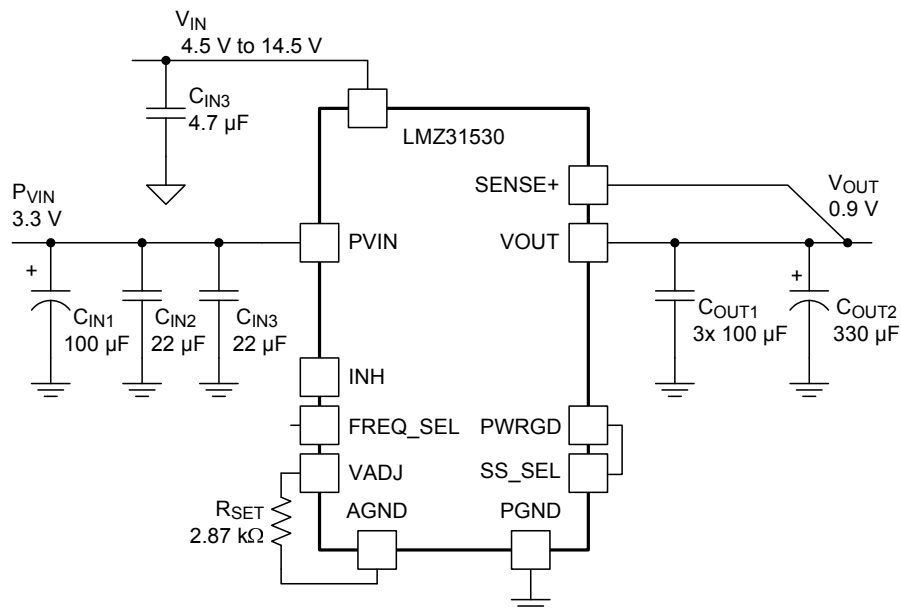 VIN
4.5 V to 14.5 V
CIN3
4.7 µF
LMZ31530
SENSE+
PVIN
3.3 V
PVIN
VOUT
VOUT
0.9 V
+
CIN1
100 µF
CIN2
22 µF
CIN3
22 µF
COUT1
3x 100 µF
+
COUT2
330 µF
INH
FREQ_SEL
PWRGD
VADJ
SS_SEL
RSET
2.87 kΩ
AGND
PGND